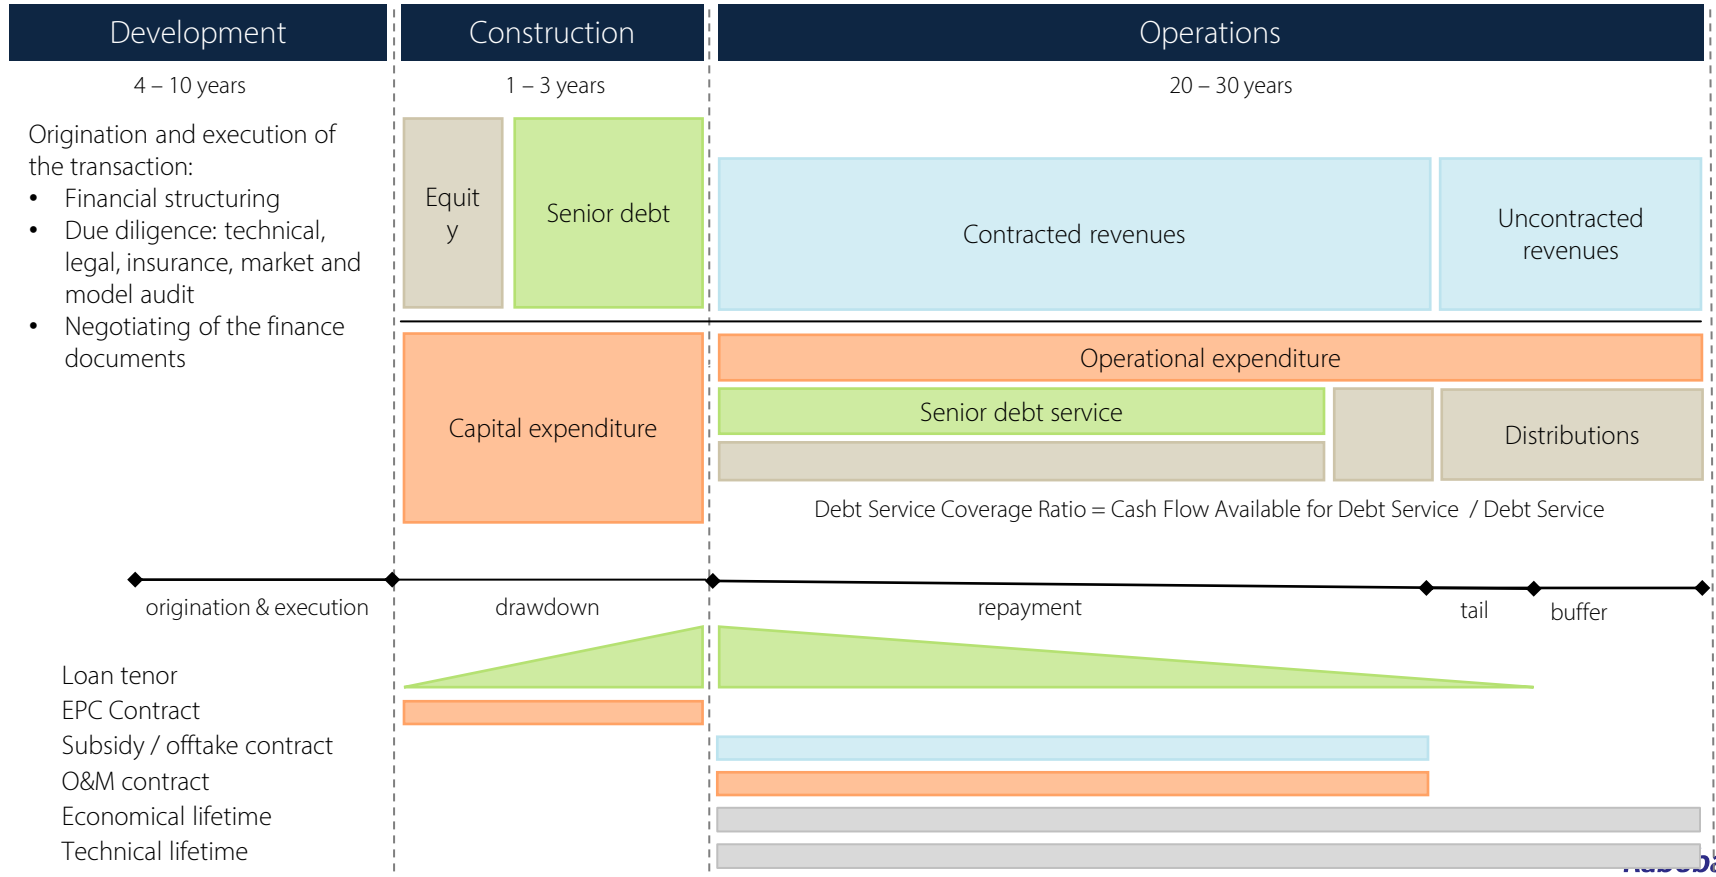 Development
Construction
Operations
4 – 10 years
1 – 3 years
20 – 30 years
Origination and execution of
the transaction:
• Financial structuring
• Due diligence: technical,
legal, insurance, market and
model audit
• Negotiating of the finance
documents
Equit
y
Senior debt
Contracted revenues
Uncontracted
revenues
Capital expenditure
Operational expenditure
Senior debt service
Distributions
Debt Service Coverage Ratio = Cash Flow Available for Debt Service / Debt Service
origination & execution
drawdown
repayment
tail
buffer
Loan tenor
EPC Contract
Subsidy / offtake contract
O&M contract
Economical lifetime
Technical lifetime